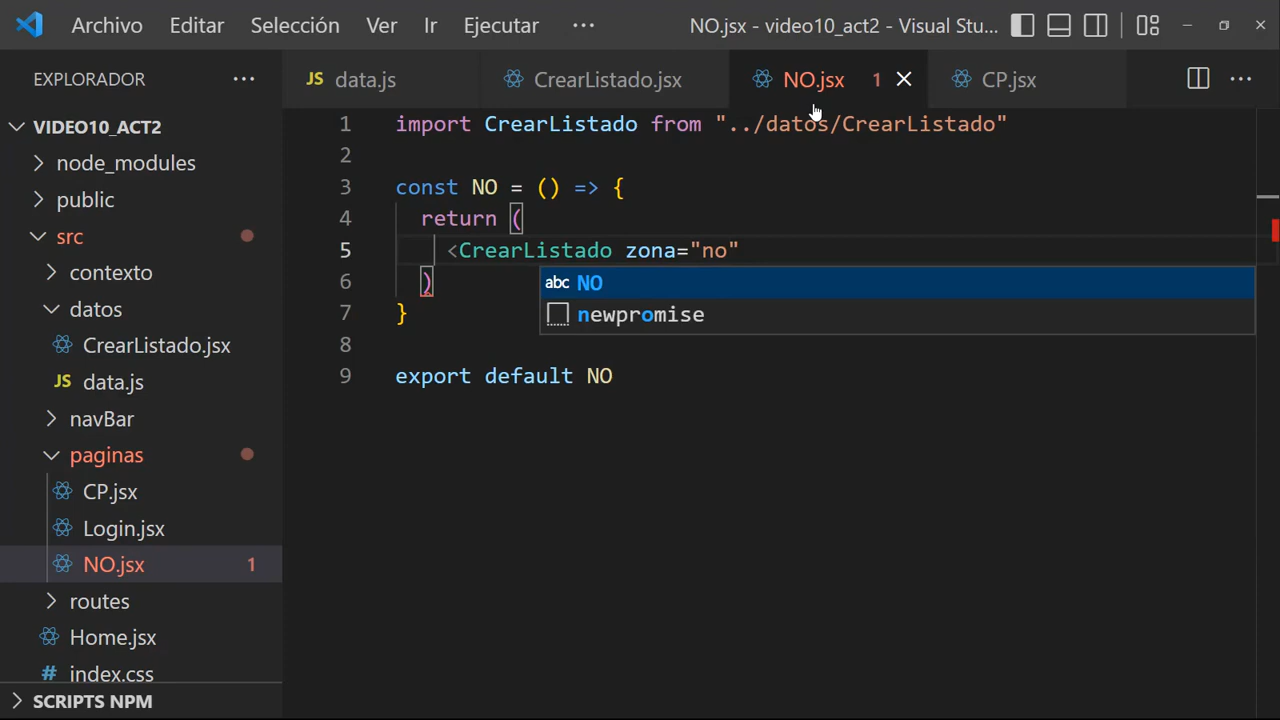 Archivo Editar Selección Ver Ir Ejecutar ··· NO.jsx - video10_act2 - Visual Stu...
EXPLORADOR ···
JS data.js CrearListado.jsx NO.jsx 1 CP.jsx ···
VIDEO10_ACT2
node_modules
public
src
contexto
datos
CrearListado.jsx
JS data.js
navBar
paginas
CP.jsx
Login.jsx
NO.jsx 1
routes
Home.jsx
# index.css
SCRIPTS NPM
1 import CrearListado from "../datos/CrearListado"
2
3 const NO = () => {
4 return (
5 <CrearListado zona="no"
6 )
7 }
8
9 export default NO
abc NO
newpromise